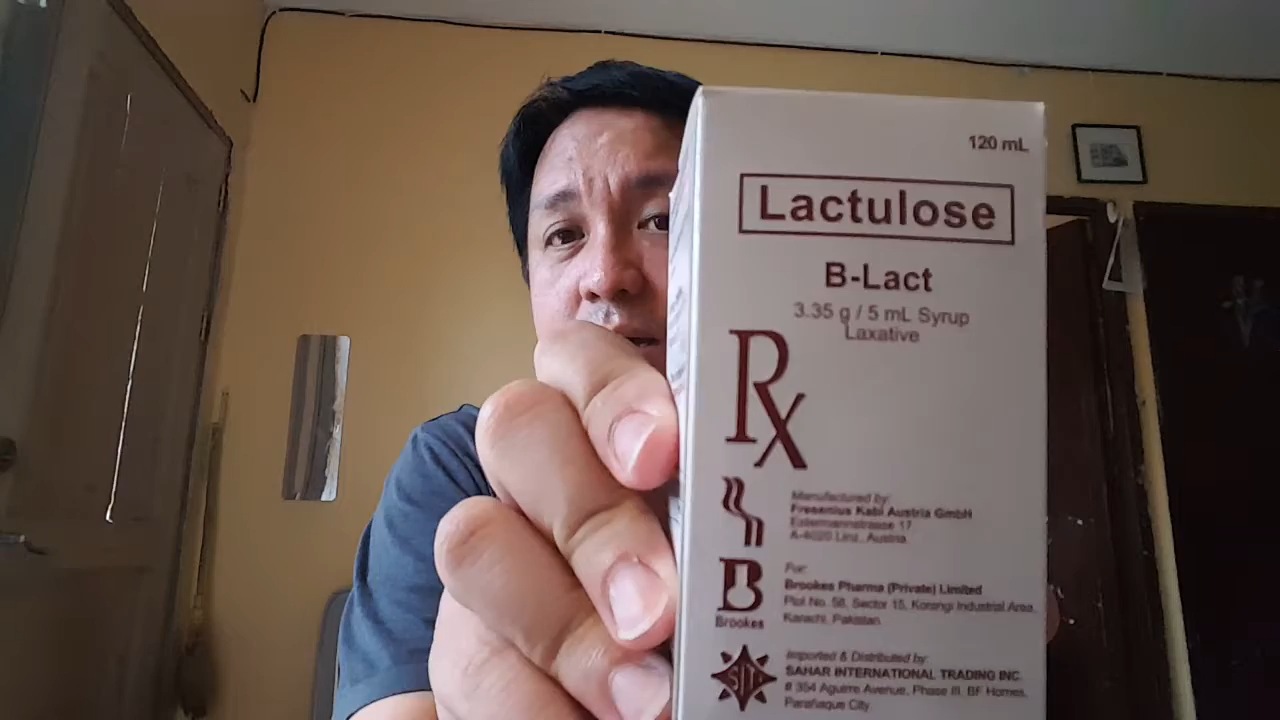 120 mL
Lactulose
B-Lact
3.35 g / 5 mL Syrup
Laxative
Rx
Manufactured by:
Fresenius Kabi Austria GmbH
Estermannstrasse 17
A-4020 Linz, Austria
For:
Brookes Pharma (Private) Limited
Plot No. 58, Sector 15, Korangi Industrial Area,
Karachi, Pakistan
B
Brookes
Imported & Distributed by:
SAHAR INTERNATIONAL TRADING INC.
# 354 Aguirre Avenue, Phase III, BF Homes,
Parañaque City
SITI